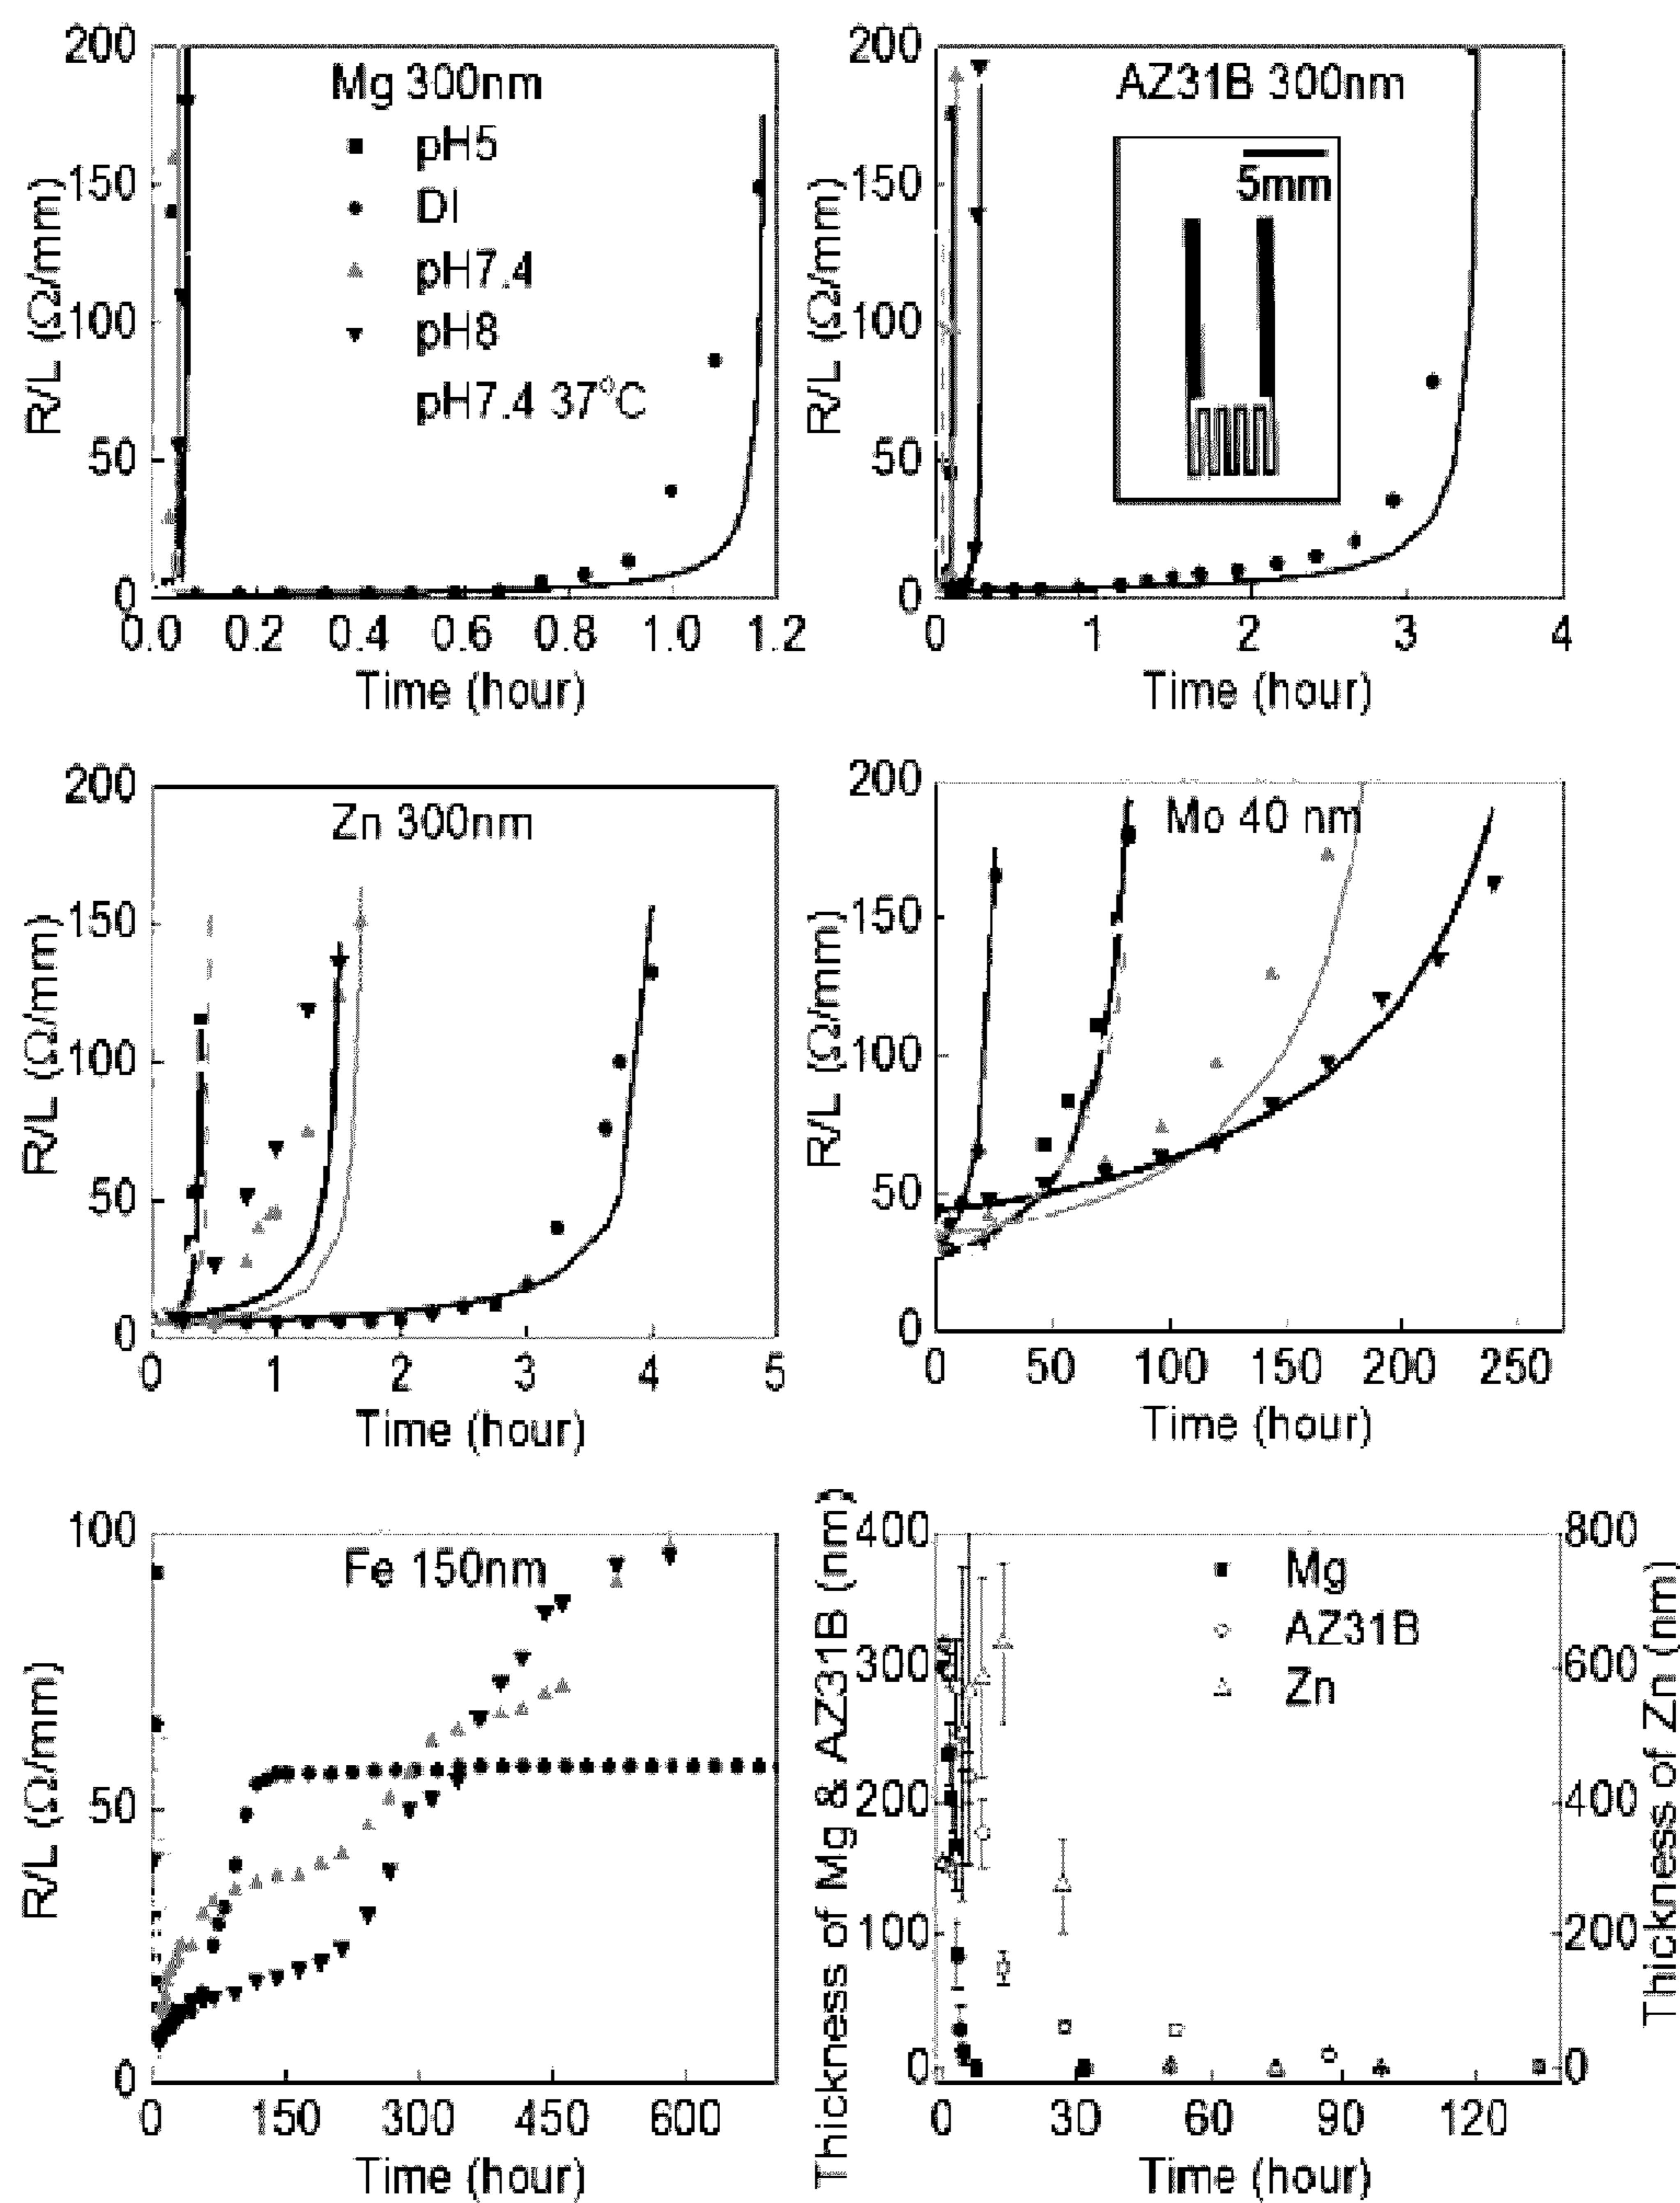 Mg 300nm
pH5
DI
pH7.4
pH8
pH7.4 37°C
R/L (Ω/mm)
200
150
100
50
0
0.0 0.2 0.4 0.6 0.8 1.0 1.2
Time (hour)
AZ31B 300nm
5mm
R/L (Ω/mm)
200
150
100
50
0
0 1 2 3 4
Time (hour)
Zn 300nm
R/L (Ω/mm)
200
150
100
50
0
0 1 2 3 4 5
Time (hour)
Mo 40 nm
R/L (Ω/mm)
200
150
100
50
0
0 50 100 150 200 250
Time (hour)
Fe 150nm
R/L (Ω/mm)
100
50
0
0 150 300 450 600
Time (hour)
Mg
AZ31B
Zn
Thickness of Mg & AZ31B (nm)
400
300
200
100
0
Thickness of Zn (nm)
800
600
400
200
0
0 30 60 90 120
Time (hour)